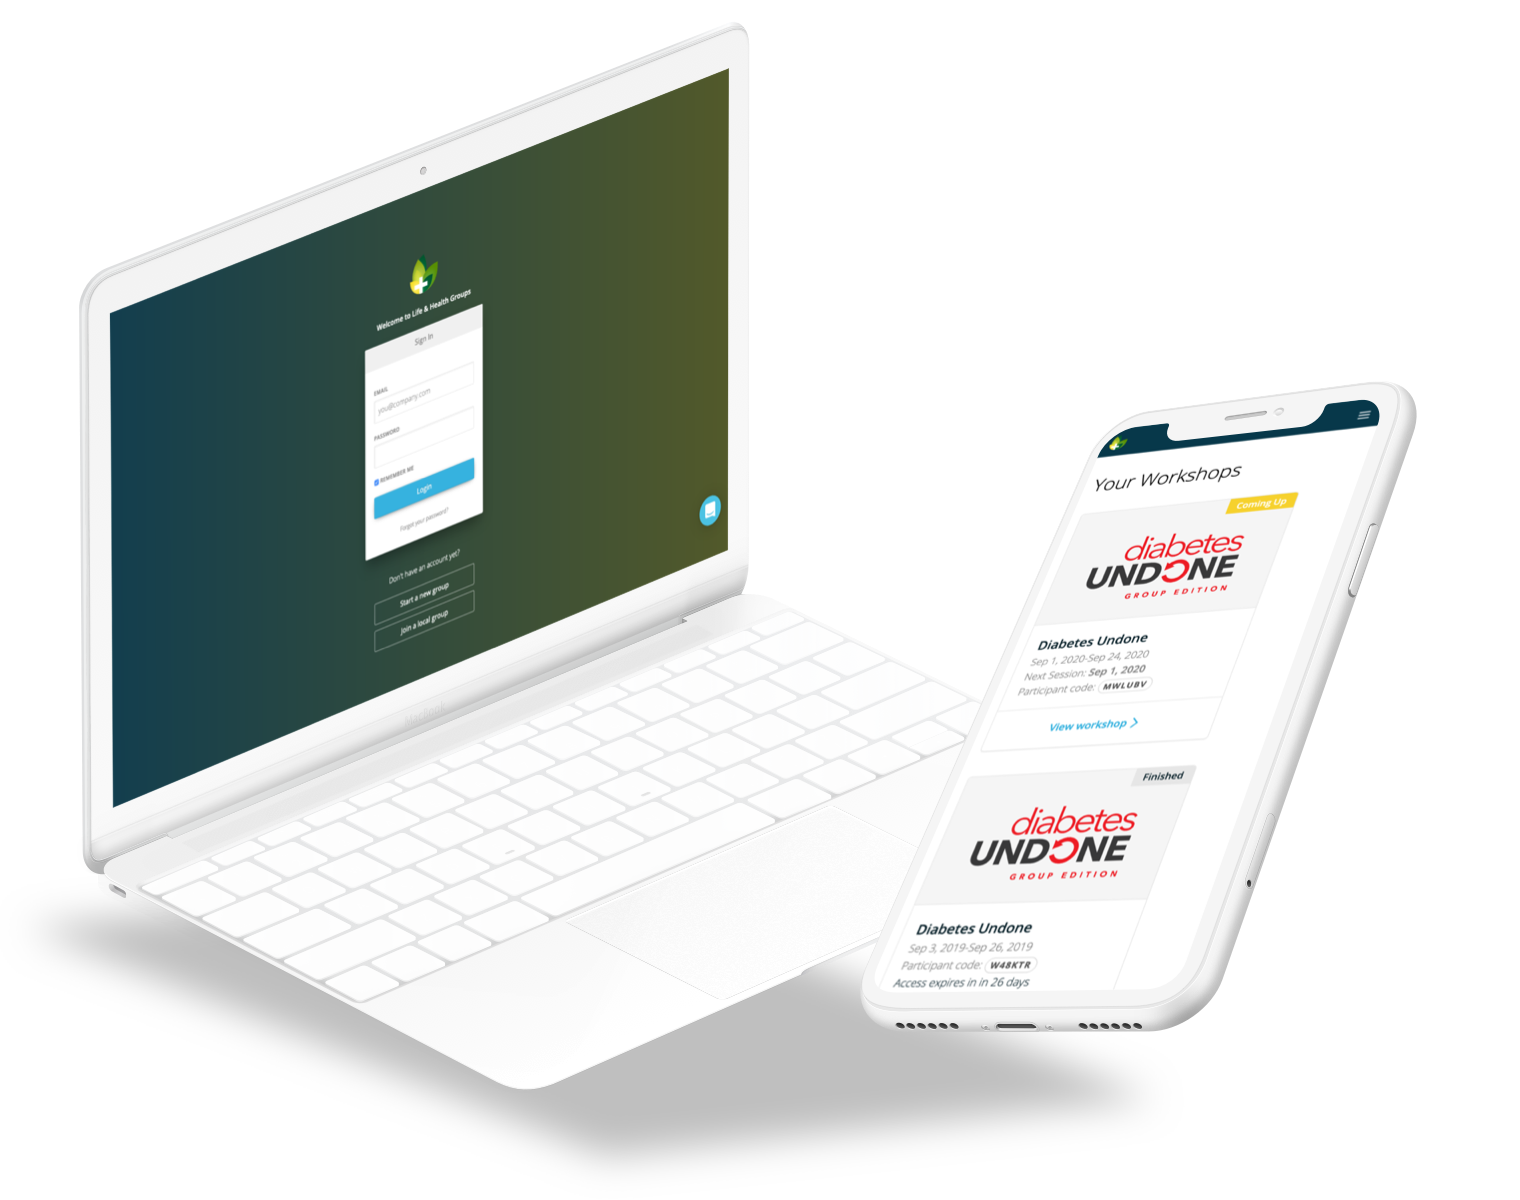 Welcome to Life & Health Groups
Sign In
EMAIL
you@company.com
PASSWORD
REMEMBER ME
Login
Forgot your password?
Don't have an account yet?
Start a new group
Join a local group
MacBook
Your Workshops
Coming Up
diabetes
UNDONE
GROUP EDITION
Diabetes Undone
Sep 1, 2020-Sep 24, 2020
Next Session: Sep 1, 2020
Participant code: MWLUBV
View workshop
Finished
diabetes
UNDONE
GROUP EDITION
Diabetes Undone
Sep 3, 2019-Sep 26, 2019
Participant code: W48KTR
Access expires in in 26 days